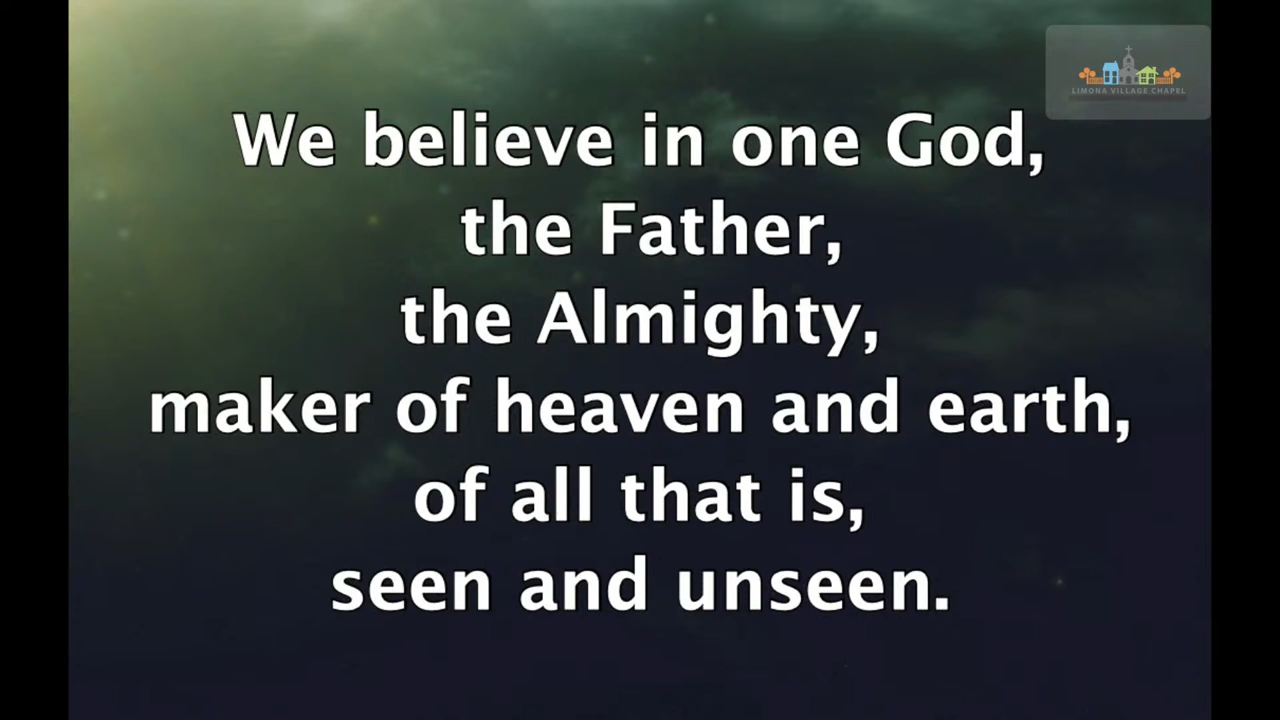 LIMONA VILLAGE CHAPEL
We believe in one God,
the Father,
the Almighty,
maker of heaven and earth,
of all that is,
seen and unseen.